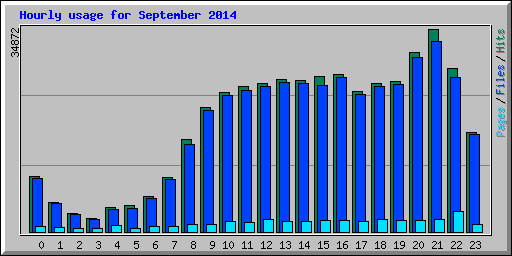 Hourly usage for September 2014
34872
Pages/Files/Hits
0 1 2 3 4 5 6 7 8 9 10 11 12 13 14 15 16 17 18 19 20 21 22 23